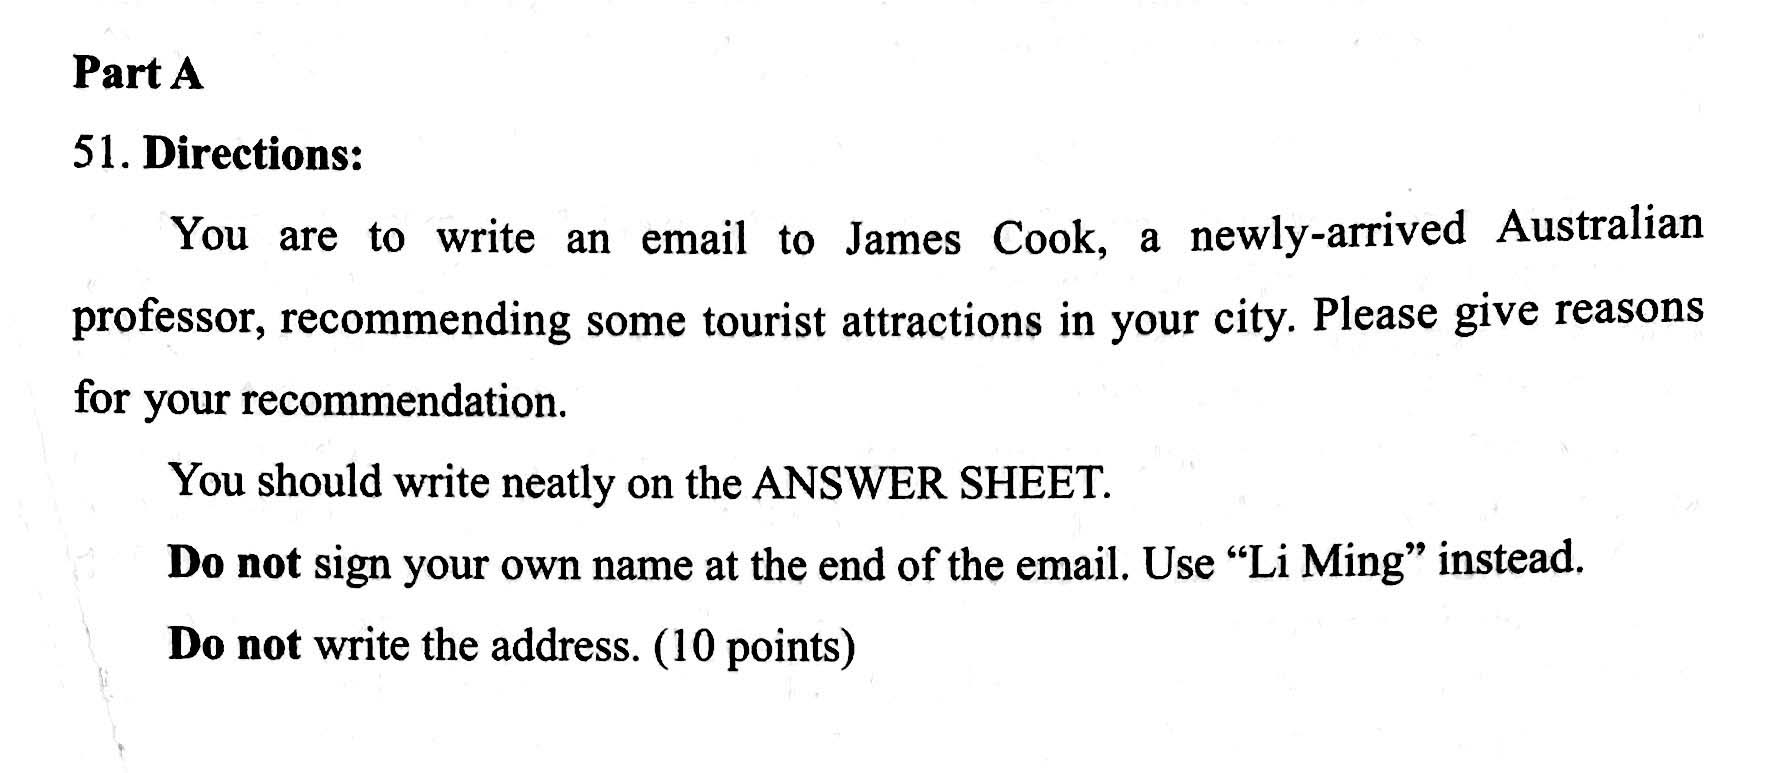 Part A
51. Directions:
You are to write an email to James Cook, a newly-arrived Australian
professor, recommending some tourist attractions in your city. Please give reasons
for your recommendation.
You should write neatly on the ANSWER SHEET.
Do not sign your own name at the end of the email. Use “Li Ming” instead.
Do not write the address. (10 points)